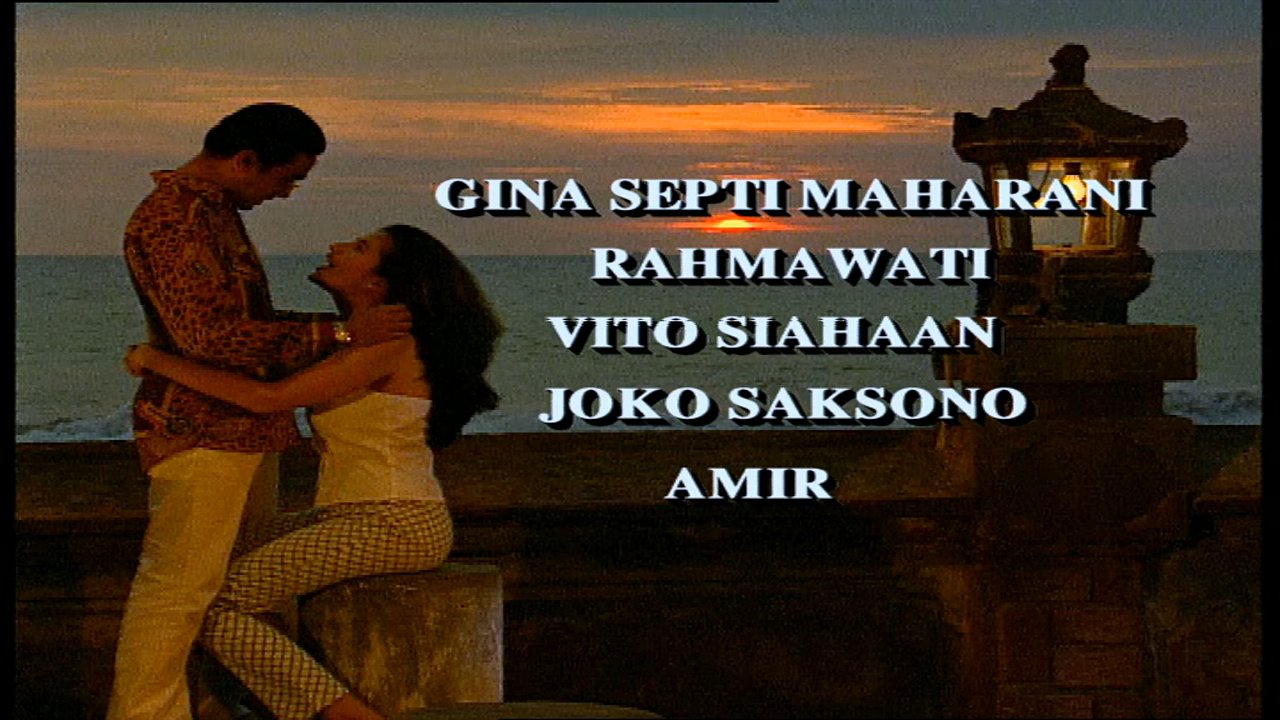 GINA SEPTI MAHARANI
RAHMAWATI
VITO SIAHAAN
JOKO SAKSONO
AMIR